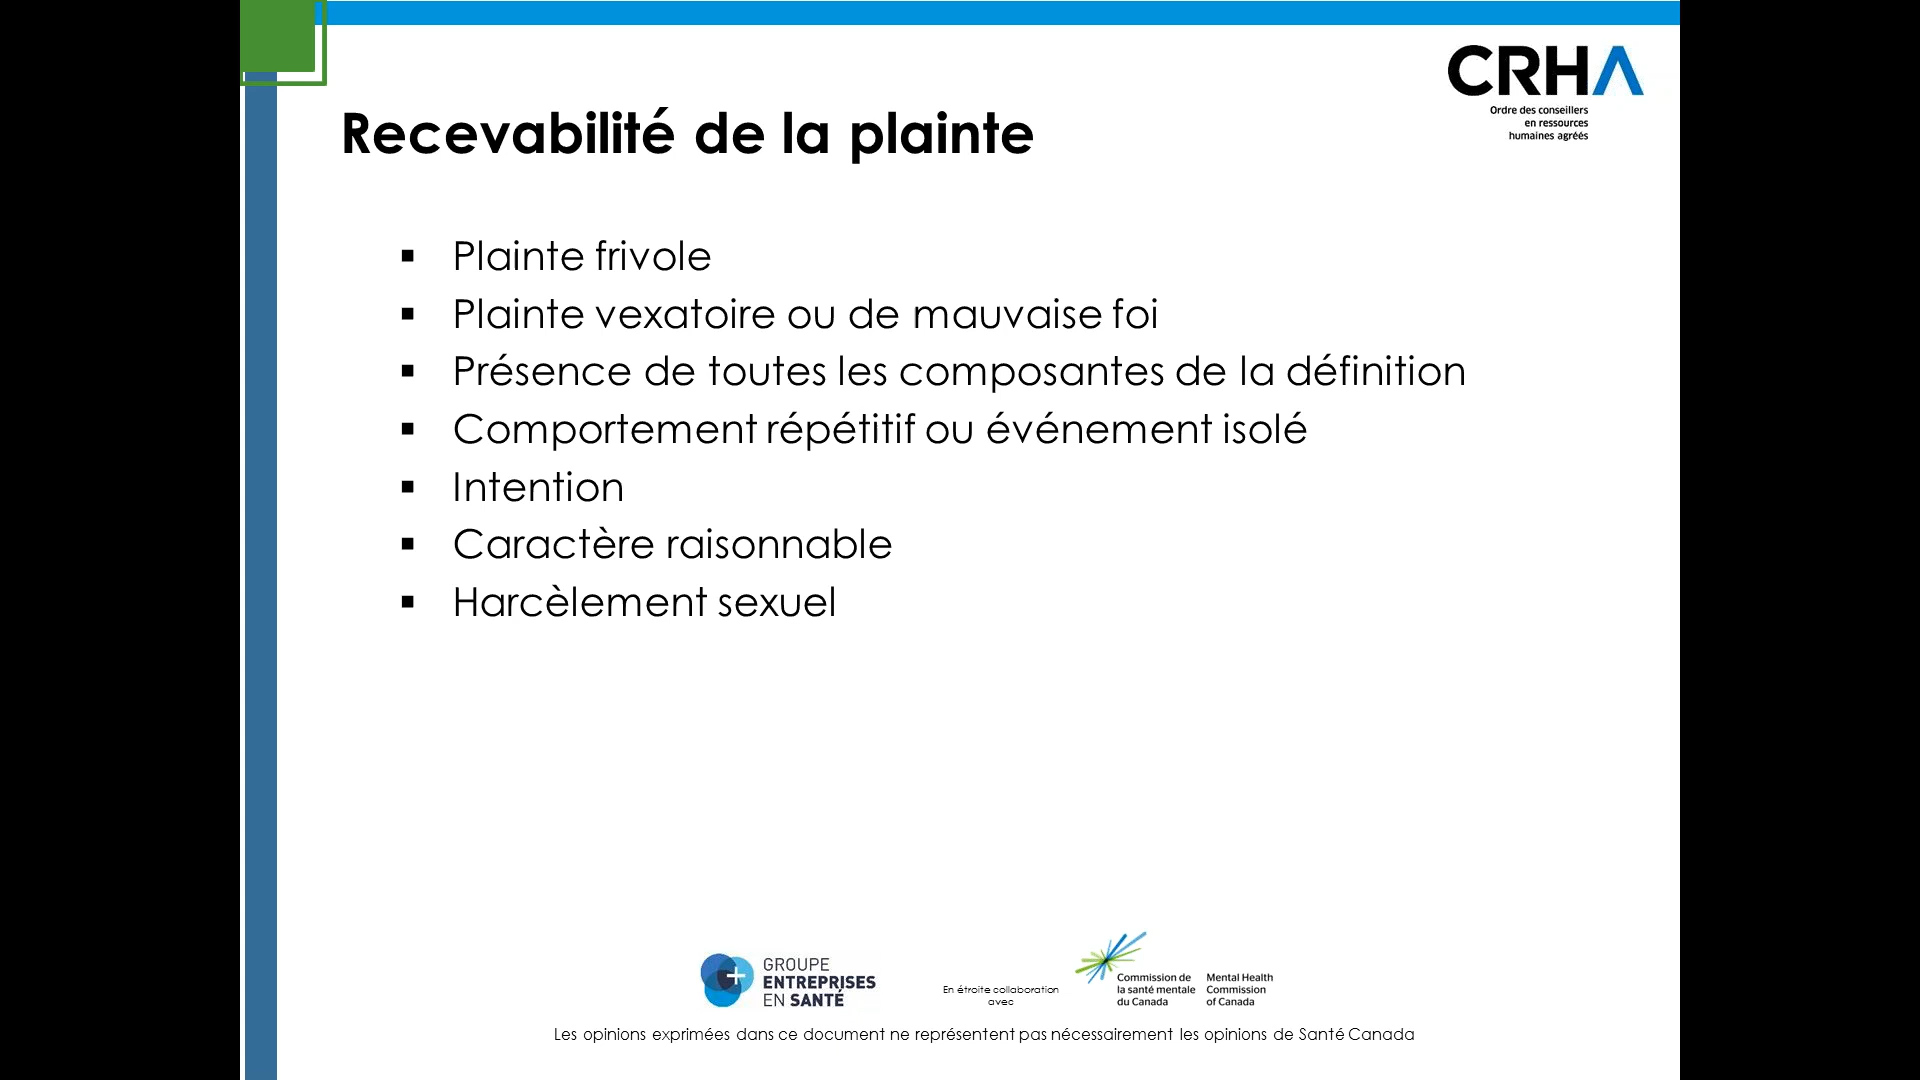 CRHA
Ordre des conseillers
en ressources
humaines agréés
Recevabilité de la plainte
▪ Plainte frivole
▪ Plainte vexatoire ou de mauvaise foi
▪ Présence de toutes les composantes de la définition
▪ Comportement répétitif ou événement isolé
▪ Intention
▪ Caractère raisonnable
▪ Harcèlement sexuel
GROUPE
ENTREPRISES
EN SANTÉ
En étroite collaboration
avec
Commission de
la santé mentale
du Canada
Mental Health
Commission
of Canada
Les opinions exprimées dans ce document ne représentent pas nécessairement les opinions de Santé Canada